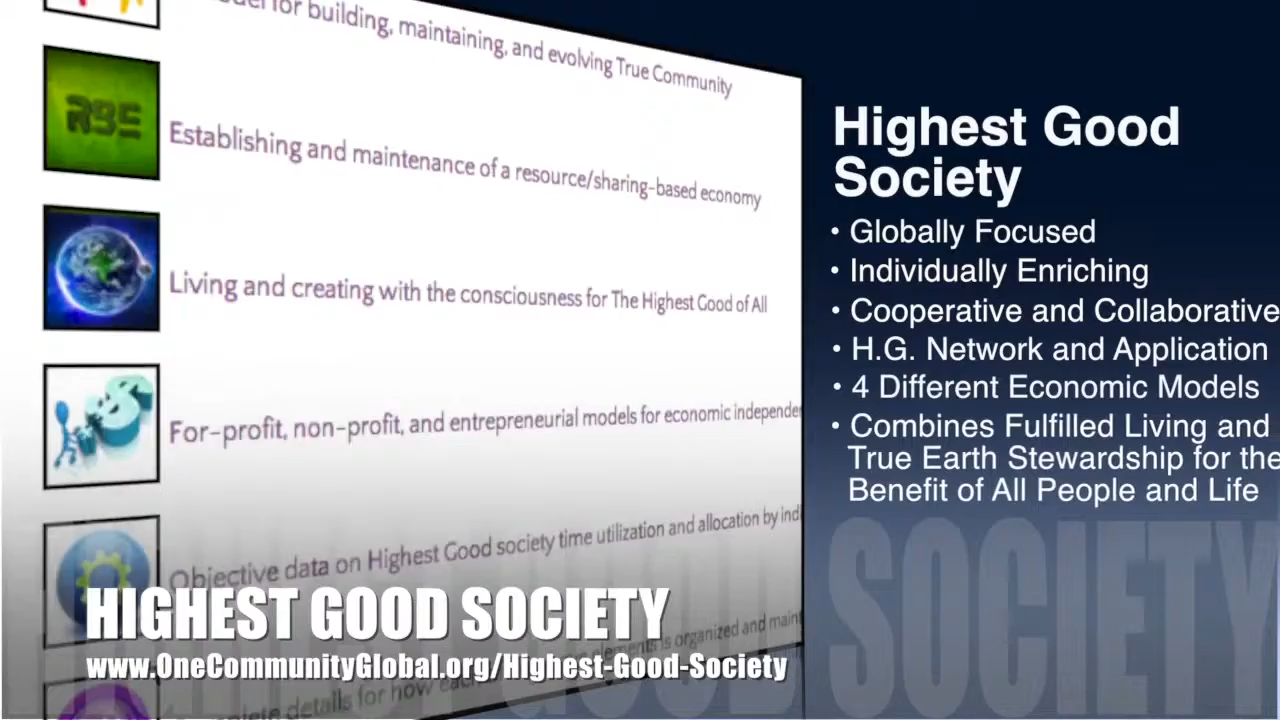 for building, maintaining, and evolving True Community
RBE
Establishing and maintenance of a resource/sharing-based economy
Living and creating with the consciousness for The Highest Good of All
For-profit, non-profit, and entrepreneurial models for economic
Objective data on Highest Good society time utilization and allocation by
elements is organized and
details for how
HIGHEST GOOD SOCIETY
www.OneCommunityGlobal.org/Highest-Good-Society
Highest Good
Society
• Globally Focused
• Individually Enriching
• Cooperative and Collaborative
• H.G. Network and Application
• 4 Different Economic Models
• Combines Fulfilled Living and
True Earth Stewardship for the
Benefit of All People and Life
SOCIETY